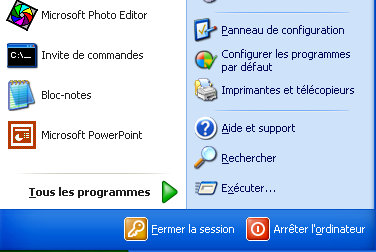 Microsoft Photo Editor
Invite de commandes
C:\_
Bloc-notes
Microsoft PowerPoint
Tous les programmes
Panneau de configuration
Configurer les programmes
par défaut
Imprimantes et télécopieurs
Aide et support
Rechercher
Exécuter...
Fermer la session
Arrêter l'ordinateur